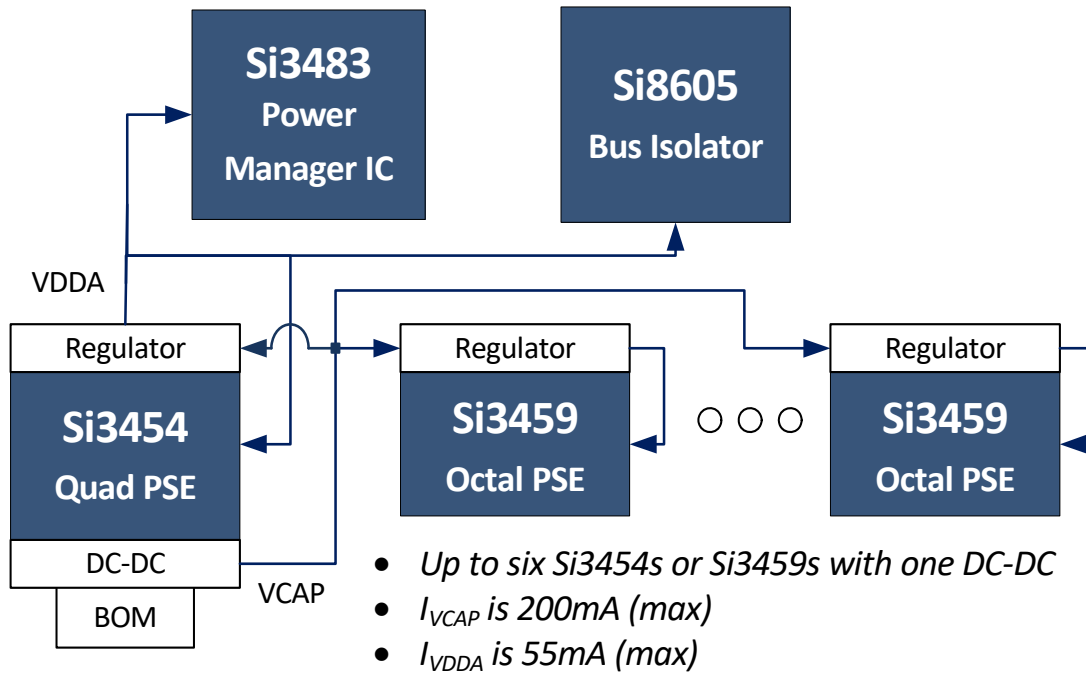 Si3483
Power
Manager IC
Si8605
Bus Isolator
VDDA
Regulator
Regulator
Regulator
Si3454
Quad PSE
Si3459
Octal PSE
Si3459
Octal PSE
DC-DC
VCAP
BOM
• Up to six Si3454s or Si3459s with one DC-DC
• IVCAP is 200mA (max)
• IVDDA is 55mA (max)